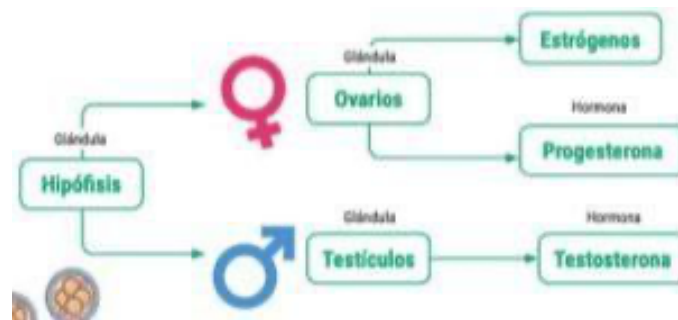 Estrógenos
Glándula
Ovarios
Hormona
Progesterona
Glándula
Hipófisis
Glándula
Testículos
Hormona
Testosterona